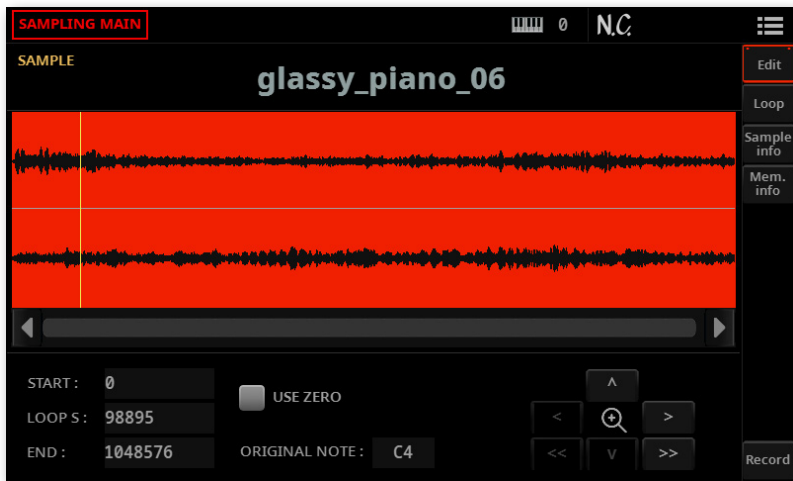 SAMPLING MAIN
0
N.C.
SAMPLE
glassy_piano_06
Edit
Loop
Sample
info
Mem.
info
START :
0
USE ZERO
LOOP S :
98895
END :
1048576
ORIGINAL NOTE :
C4
^
<
>
<<
v
>>
Record